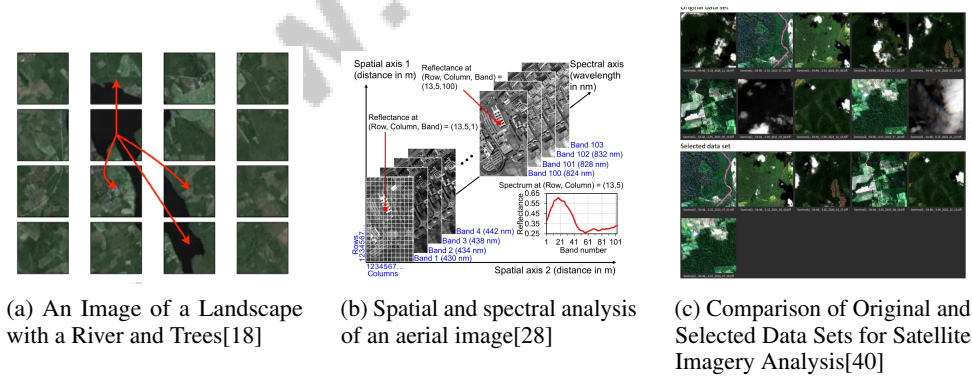 Spatial axis 1
(distance in m)
Reflectance at
(Row, Column, Band) =
(13,5,100)
Spectral axis
(wavelength
in nm)
Reflectance at
(Row, Column, Band) = (13,5,1)
Band 103
Band 102 (832 nm)
Band 101 (828 nm)
Band 100 (824 nm)
Spectrum at (Row, Column) = (13,5)
Reflectance
0.65
0.55
0.45
0.35
0.25
1 21 41 61 81 101
Band number
Band 4 (442 nm)
Band 3 (438 nm)
Band 2 (434 nm)
Band 1 (430 nm)
Rows
1234567
1234567...
Columns
Spatial axis 2 (distance in m)
Original data set
Selected data set
(a) An Image of a Landscape
with a River and Trees[18]
(b) Spatial and spectral analysis
of an aerial image[28]
(c) Comparison of Original and
Selected Data Sets for Satellite
Imagery Analysis[40]